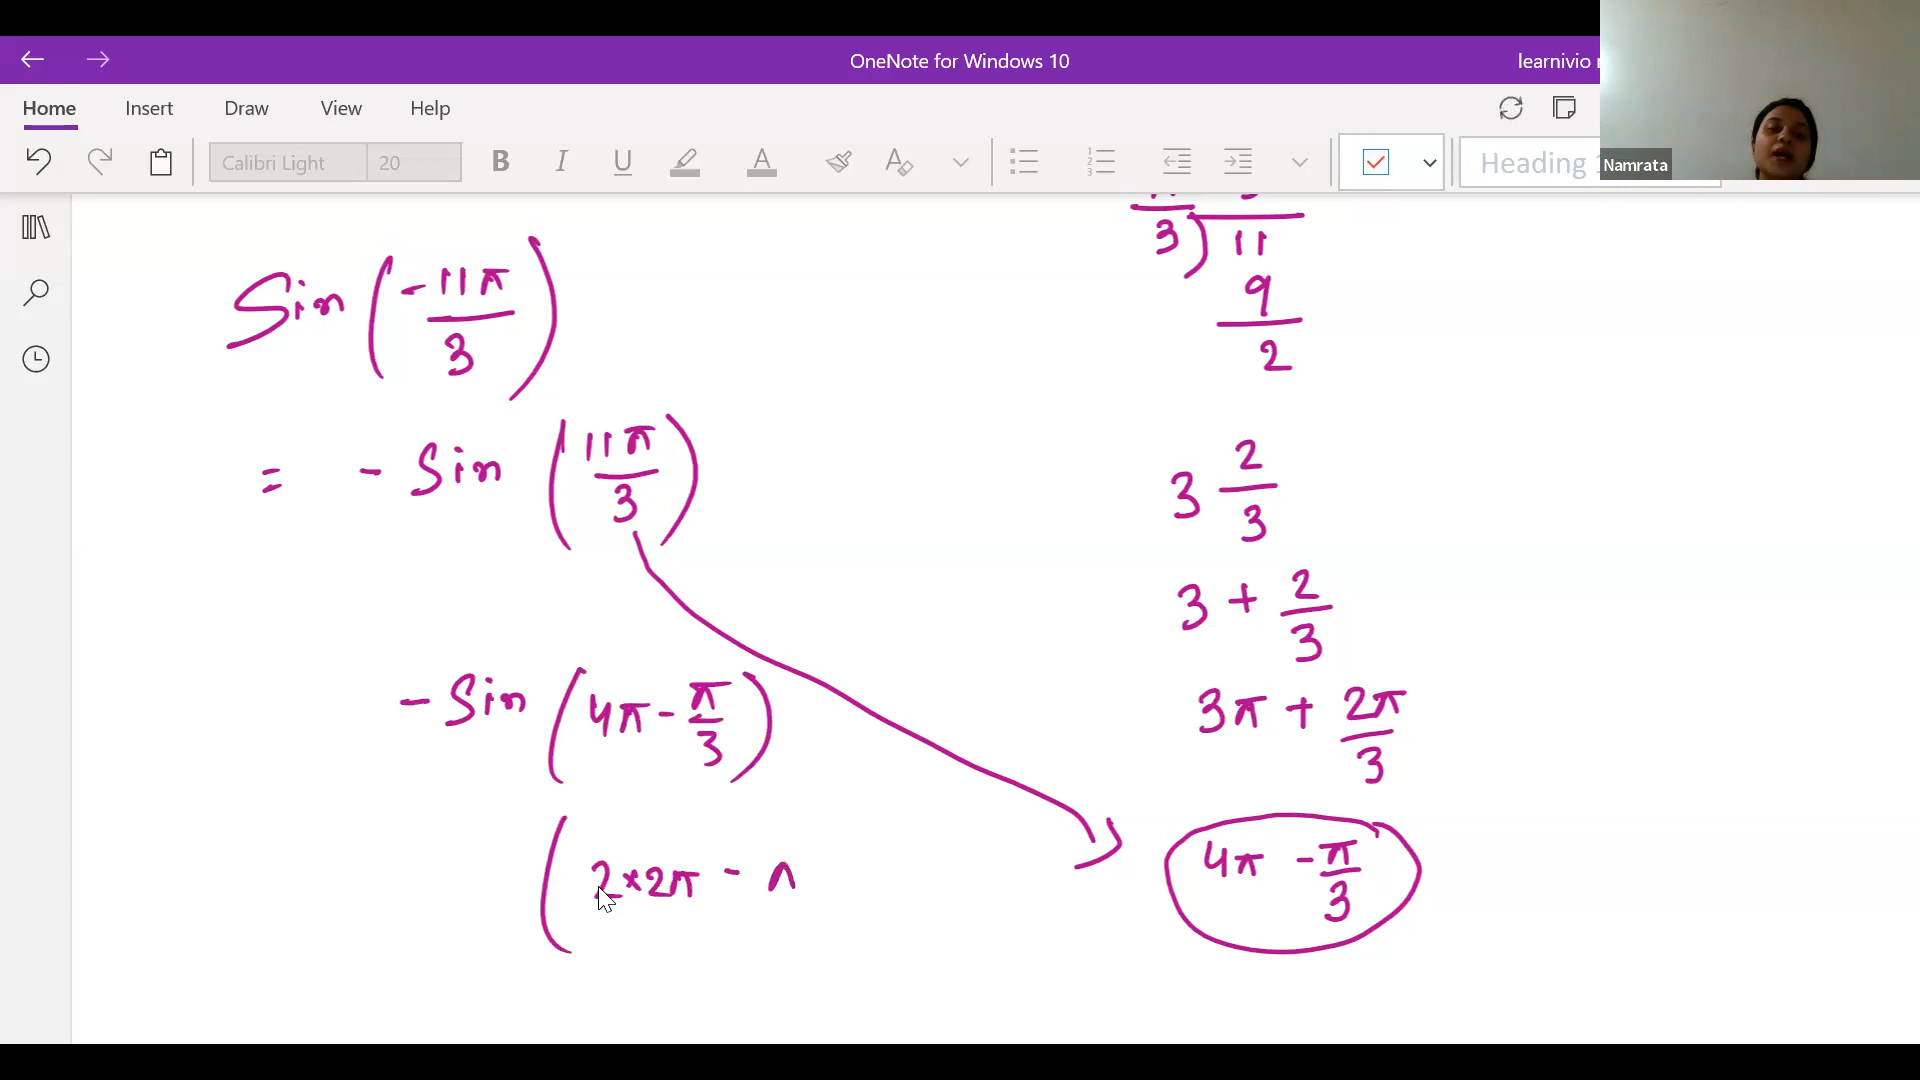 OneNote for Windows 10
learnivio
Home Insert Draw View Help
Calibri Light 20 B I U A Heading
Namrata
Sin (-11π/3)
= - Sin (11π/3)
- Sin (4π - π/3)
(2×2π -
3) 11
9
2
3 2/3
3 + 2/3
3π + 2π/3
4π - π/3